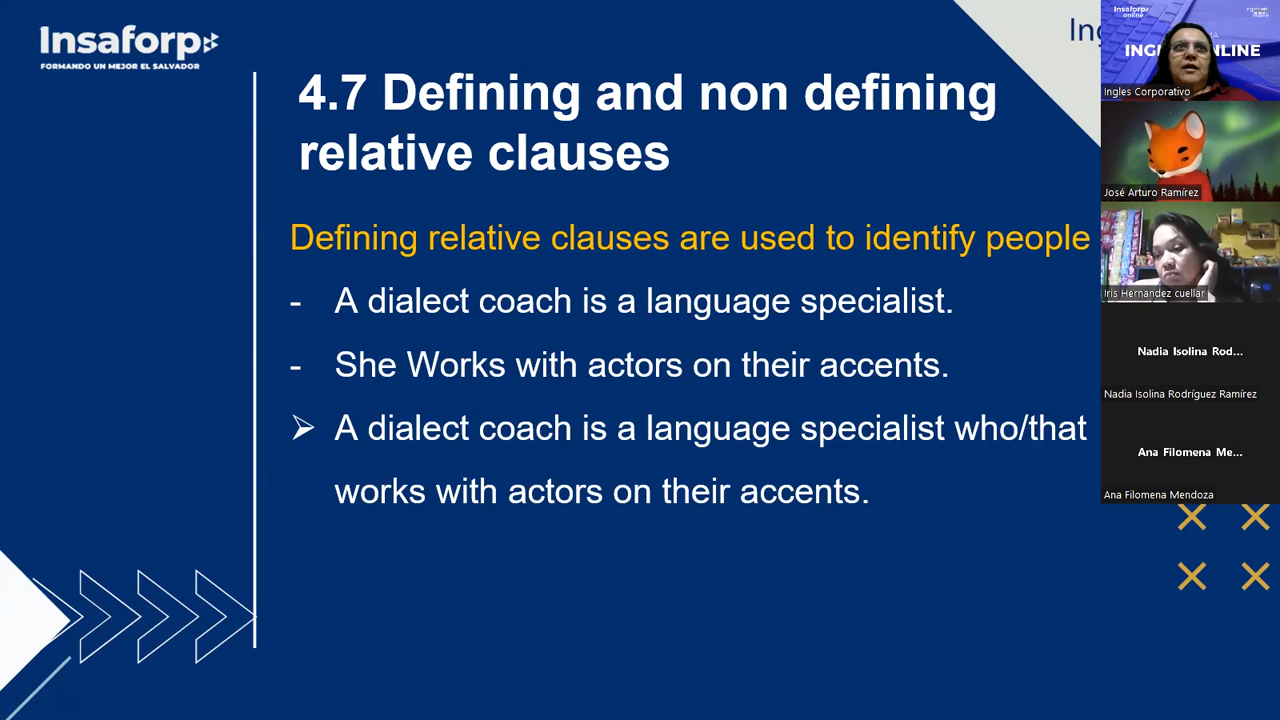 Insaforp
FORMANDO UN MEJOR EL SALVADOR
4.7 Defining and non defining
relative clauses
Defining relative clauses are used to identify people
- A dialect coach is a language specialist.
- She Works with actors on their accents.
➢ A dialect coach is a language specialist who/that
works with actors on their accents.
Insaforp
online
Ingles Corporativo
José Arturo Ramírez
Iris Hernandez cuellar
Nadia Isolina Rod...
Nadia Isolina Rodríguez Ramírez
Ana Filomena Me...
Ana Filomena Mendoza